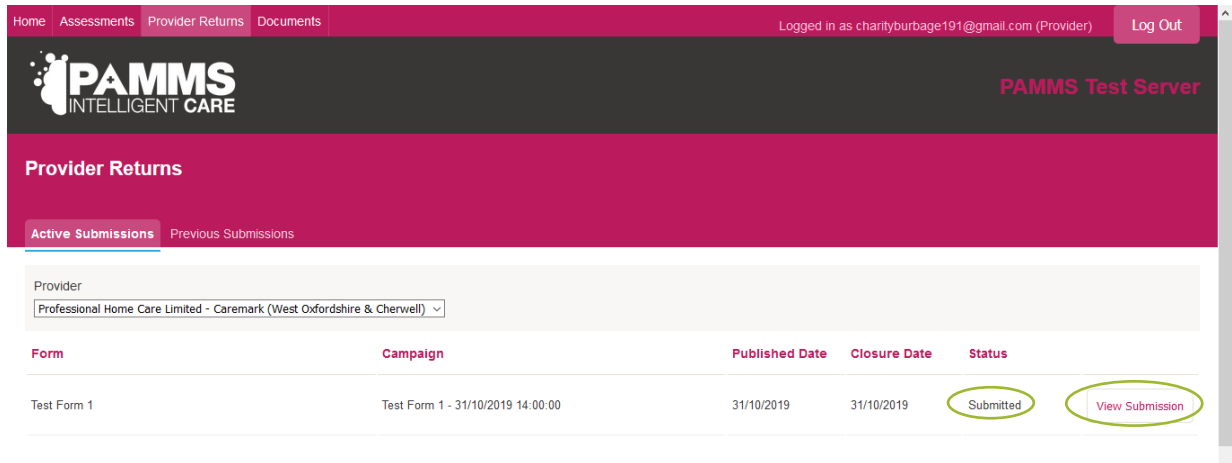 Home Assessments Provider Returns Documents Logged in as charityburbage191@gmail.com (Provider) Log Out
PAMMS
INTELLIGENT CARE
PAMMS Test Server
Provider Returns
Active Submissions Previous Submissions
Provider
Professional Home Care Limited - Caremark (West Oxfordshire & Cherwell)
Form Campaign Published Date Closure Date Status
Test Form 1 Test Form 1 - 31/10/2019 14:00:00 31/10/2019 31/10/2019 Submitted View Submission